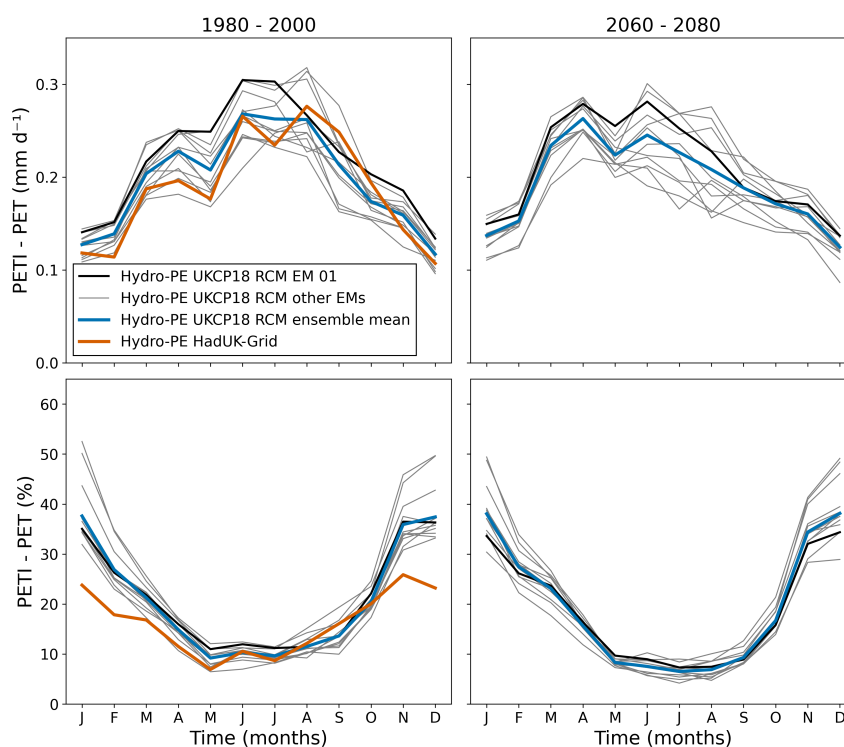 1980 - 2000
2060 - 2080
PETI - PET (mm d⁻¹)
0.3
0.2
0.1
0.0
Hydro-PE UKCP18 RCM EM 01
Hydro-PE UKCP18 RCM other EMs
Hydro-PE UKCP18 RCM ensemble mean
Hydro-PE HadUK-Grid
PETI - PET (%)
60
50
40
30
20
10
0
J F M A M J J A S O N D
J F M A M J J A S O N D
Time (months)
Time (months)